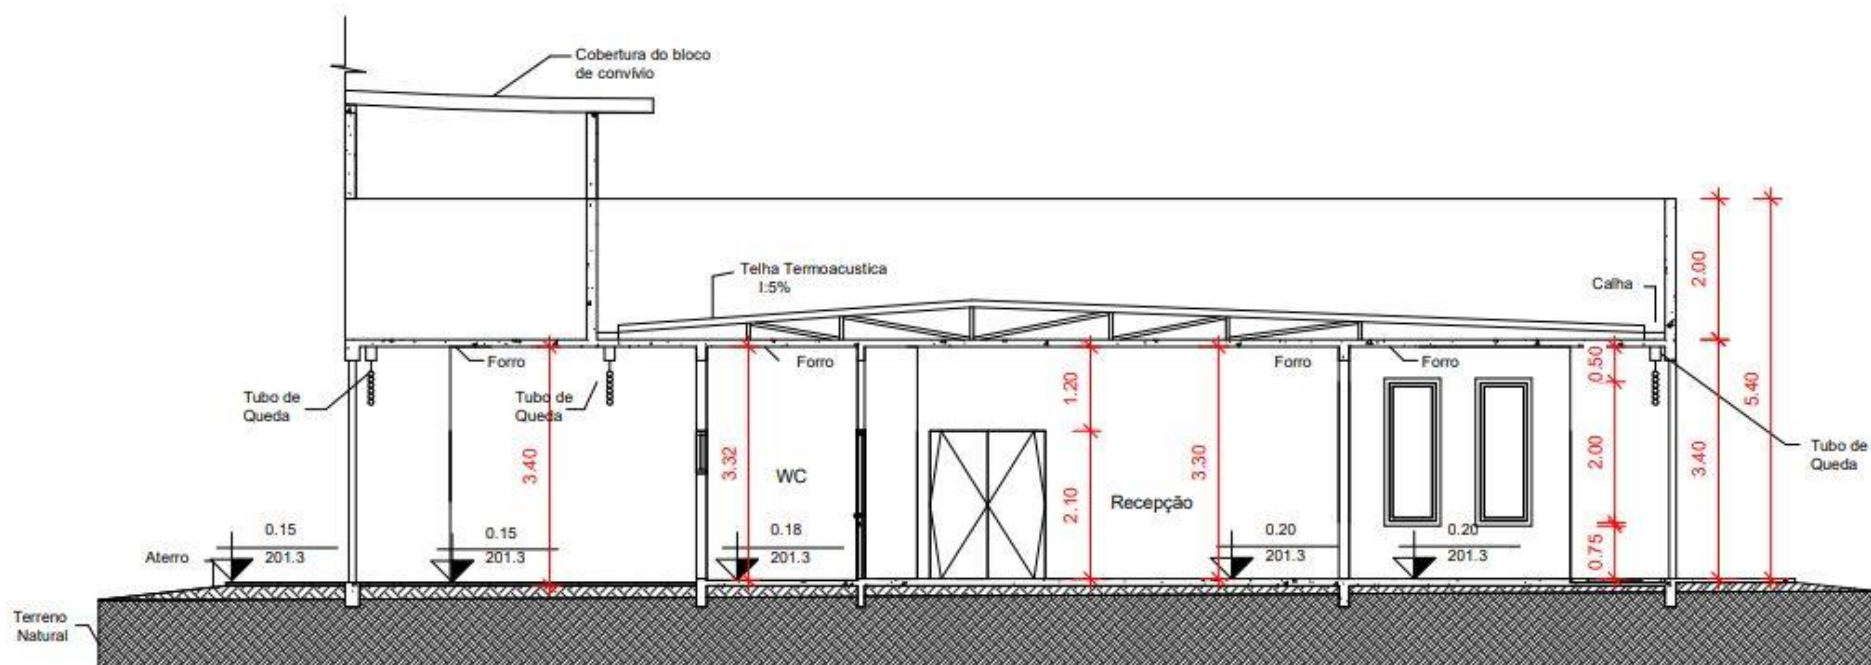 Cobertura do bloco
de convívio
Telha Termoacustica
I:5%
Calha
2.00
5.40
Forro
Forro
Forro
Forro
0.50
Tubo de
Queda
Tubo de
Queda
1.20
Tubo de
Queda
3.40
3.32
WC
2.10
Recepção
3.30
2.00
3.40
0.15
201.3
0.15
201.3
0.18
201.3
0.20
201.3
0.20
201.3
0.75
Aterro
Terreno
Natural